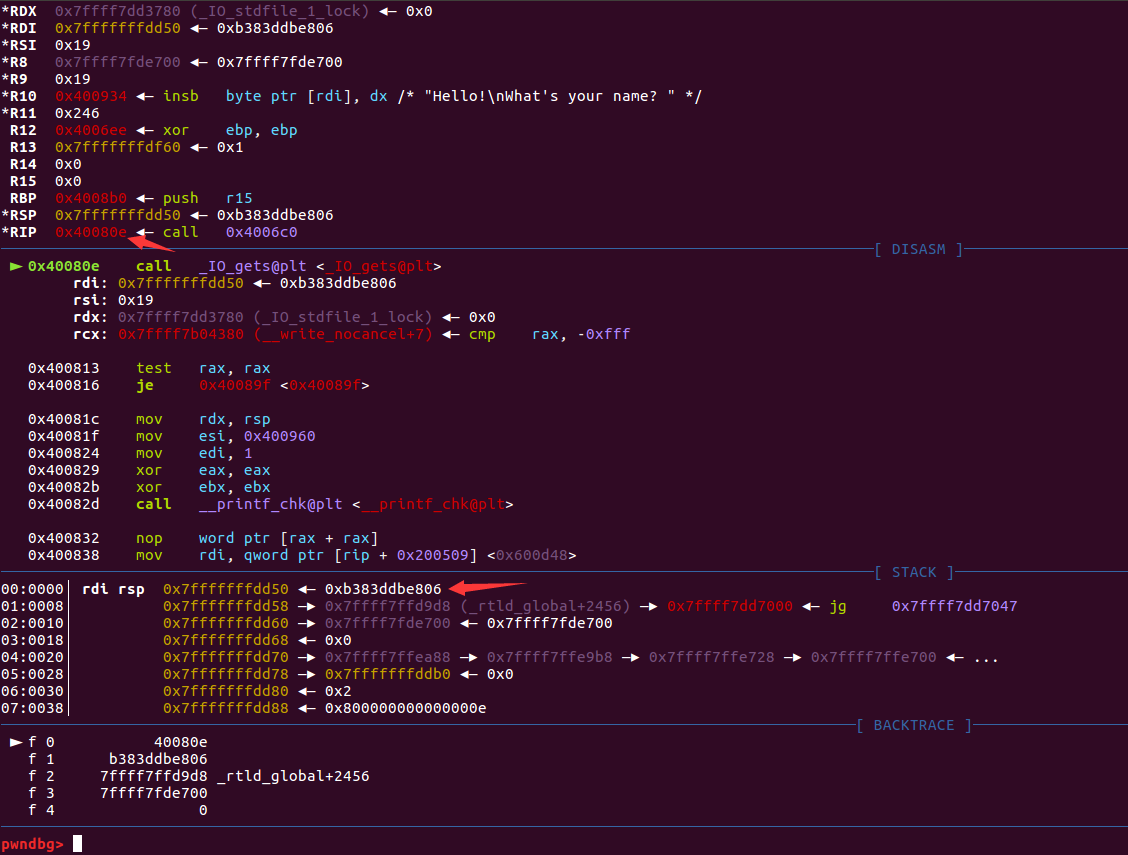 *RDX  0x7ffff7dd3780 (_IO_stdfile_1_lock) ◂— 0x0
*RDI  0x7fffffffdd50 ◂— 0xb383ddbe806
*RSI  0x19
*R8   0x7ffff7fde700 ◂— 0x7ffff7fde700
*R9   0x19
*R10  0x400934 ◂— insb   byte ptr [rdi], dx /* "Hello!\nWhat's your name? " */
*R11  0x246
 R12  0x4006ee ◂— xor    ebp, ebp
 R13  0x7fffffffdf60 ◂— 0x1
 R14  0x0
 R15  0x0
 RBP  0x4008b0 ◂— push   r15
*RSP  0x7fffffffdd50 ◂— 0xb383ddbe806
*RIP  0x40080e ◂— call   0x4006c0
[ DISASM ]
 ► 0x40080e    call   _IO_gets@plt <_IO_gets@plt>
        rdi: 0x7fffffffdd50 ◂— 0xb383ddbe806
        rsi: 0x19
        rdx: 0x7ffff7dd3780 (_IO_stdfile_1_lock) ◂— 0x0
        rcx: 0x7ffff7b04380 (__write_nocancel+7) ◂— cmp    rax, -0xfff
   0x400813    test   rax, rax
   0x400816    je     0x40089f <0x40089f>
   0x40081c    mov    rdx, rsp
   0x40081f    mov    esi, 0x400960
   0x400824    mov    edi, 1
   0x400829    xor    eax, eax
   0x40082b    xor    ebx, ebx
   0x40082d    call   __printf_chk@plt <__printf_chk@plt>
   0x400832    nop    word ptr [rax + rax]
   0x400838    mov    rdi, qword ptr [rip + 0x200509] <0x600d48>
[ STACK ]
00:0000│ rdi rsp  0x7fffffffdd50 ◂— 0xb383ddbe806
01:0008│          0x7fffffffdd58 —▸ 0x7ffff7ffd9d8 (_rtld_global+2456) —▸ 0x7ffff7dd7000 ◂— jg     0x7ffff7dd7047
02:0010│          0x7fffffffdd60 —▸ 0x7ffff7fde700 ◂— 0x7ffff7fde700
03:0018│          0x7fffffffdd68 ◂— 0x0
04:0020│          0x7fffffffdd70 —▸ 0x7ffff7ffea88 —▸ 0x7ffff7ffe9b8 —▸ 0x7ffff7ffe728 —▸ 0x7ffff7ffe700 ◂— ...
05:0028│          0x7fffffffdd78 —▸ 0x7fffffffddb0 ◂— 0x0
06:0030│          0x7fffffffdd80 ◂— 0x2
07:0038│          0x7fffffffdd88 ◂— 0x800000000000000e
[ BACKTRACE ]
 ► f 0           40080e
   f 1      b383ddbe806
   f 2     7ffff7ffd9d8 _rtld_global+2456
   f 3     7ffff7fde700
   f 4                0
pwndbg>